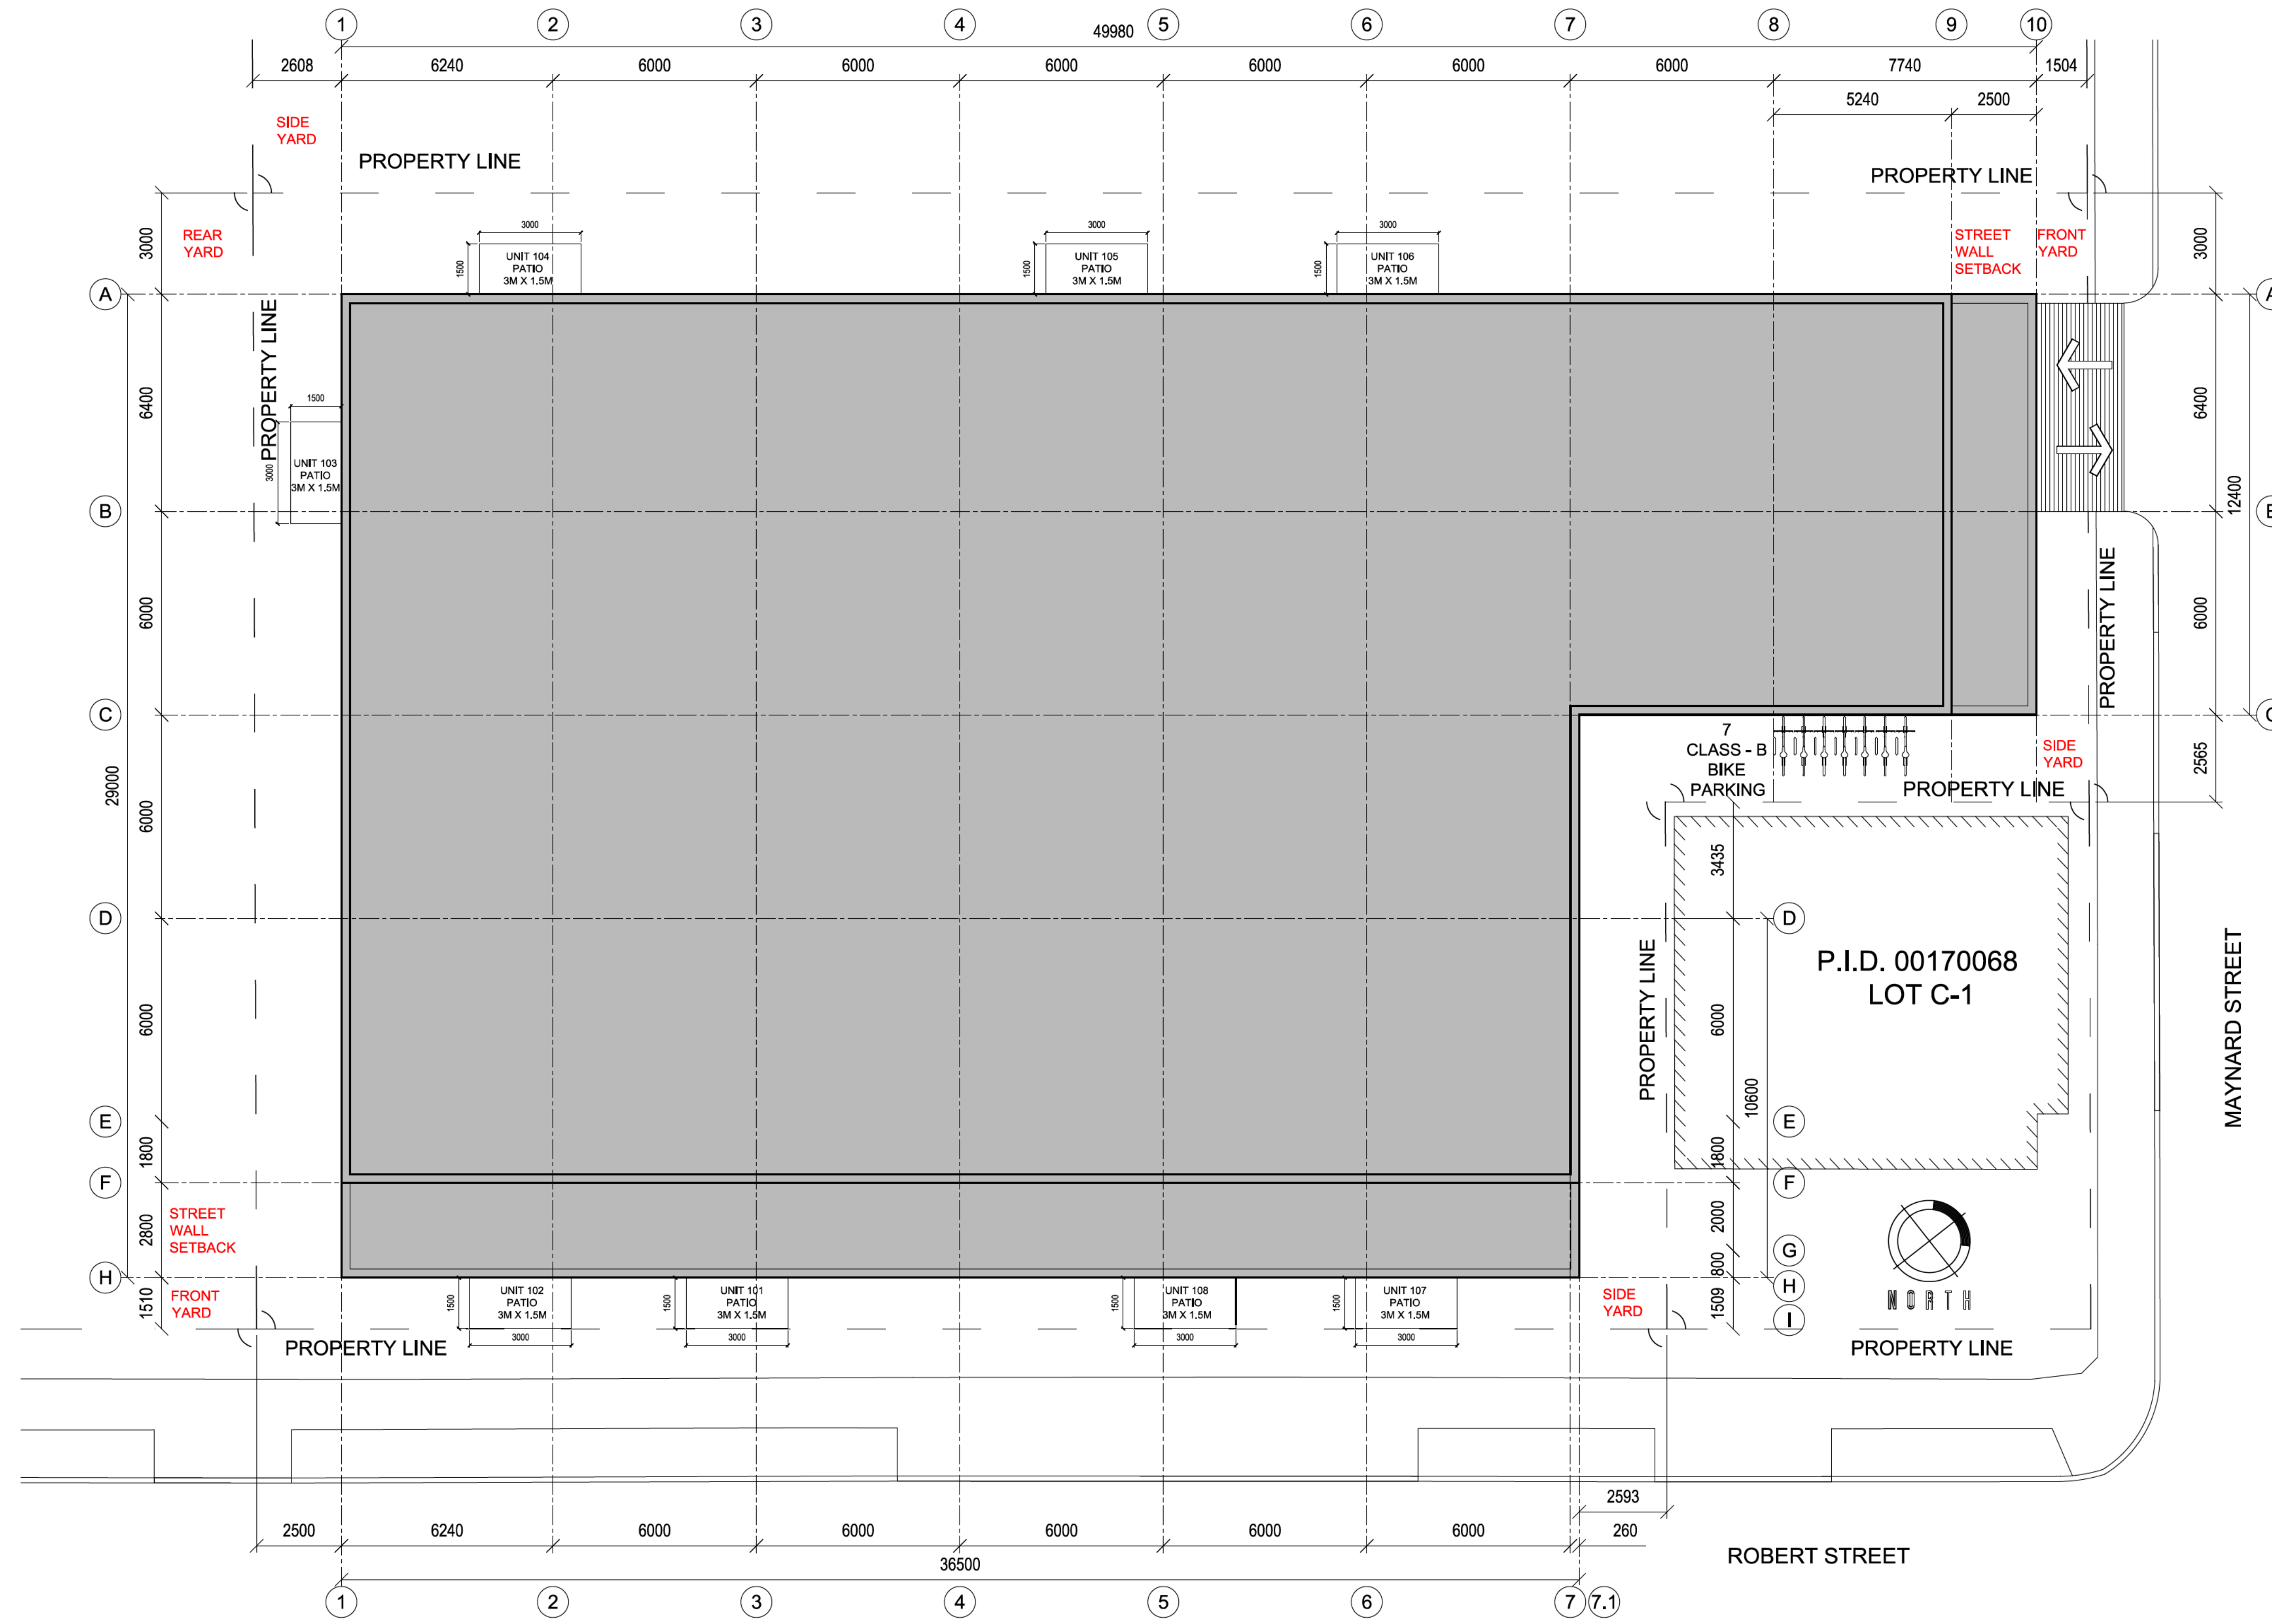 1 2 3 4 5 6 7 8 9 10
49980
2608 6240 6000 6000 6000 6000 6000 6000 7740 1504
5240 2500
SIDE
YARD
PROPERTY LINE
PROPERTY LINE
REAR
YARD
STREET
WALL
SETBACK
FRONT
YARD
3000
3000
3000
3000
3000
1500
UNIT 104
PATIO
3M X 1.5M
1500
UNIT 105
PATIO
3M X 1.5M
1500
UNIT 106
PATIO
3M X 1.5M
A
A
PROPERTY LINE
6400
6400
1500
3000
UNIT 103
PATIO
3M X 1.5M
12400
B
6000
6000
PROPERTY LINE
C
29000
7
CLASS - B
BIKE
PARKING
SIDE
YARD
2565
PROPERTY LINE
6000
3435
D
D
P.I.D. 00170068
LOT C-1
PROPERTY LINE
MAYNARD STREET
6000
6000
10600
E
E
1800
1800
F
F
STREET
WALL
SETBACK
2800
2000
G
800
H
H
NORTH
FRONT
YARD
1510
1500
UNIT 102
PATIO
3M X 1.5M
3000
1500
UNIT 101
PATIO
3M X 1.5M
3000
1500
UNIT 108
PATIO
3M X 1.5M
3000
1500
UNIT 107
PATIO
3M X 1.5M
3000
SIDE
YARD
1509
I
PROPERTY LINE
PROPERTY LINE
2593
2500 6240 6000 6000 6000 6000 6000 260
36500
ROBERT STREET
1 2 3 4 5 6 7 7.1